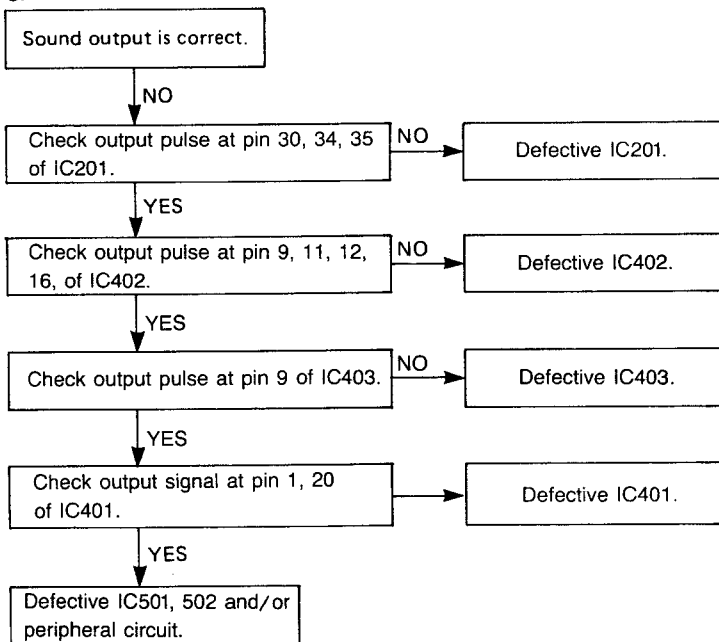 Sound output is correct.
NO
Check output pulse at pin 30, 34, 35
of IC201.
NO
Defective IC201.
YES
Check output pulse at pin 9, 11, 12,
16, of IC402.
NO
Defective IC402.
YES
Check output pulse at pin 9 of IC403.
NO
Defective IC403.
YES
Check output signal at pin 1, 20
of IC401.
Defective IC401.
YES
Defective IC501, 502 and/or
peripheral circuit.